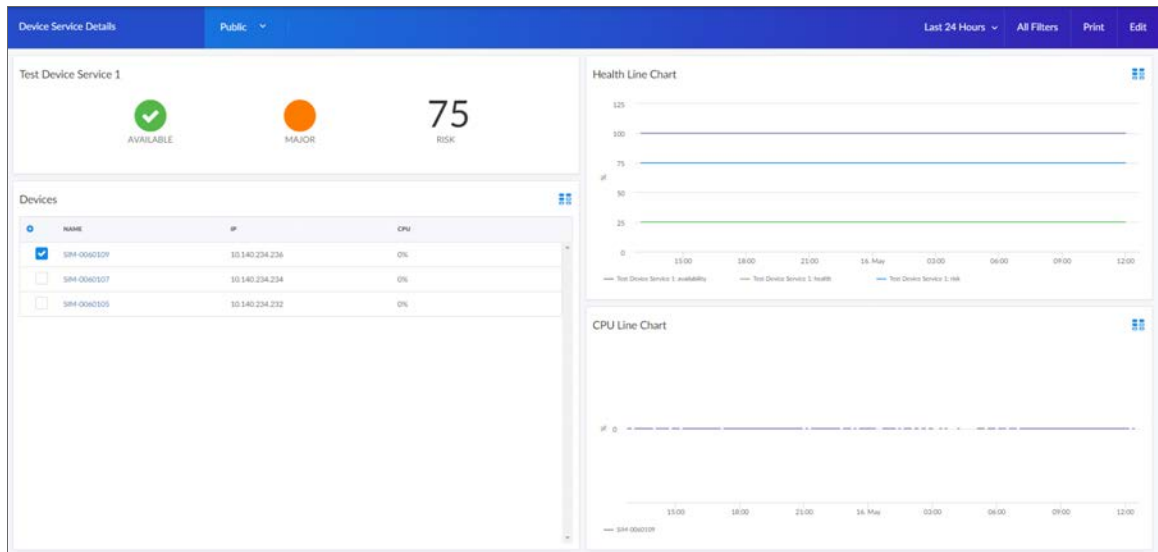 Device Service Details Public Last 24 Hours All Filters Print Edit
Test Device Service 1
75
AVAILABLE MAJOR RISK
Devices
NAME IP CPU
SIM-0060109 10.140.234.236 0%
SIM-0060107 10.140.234.234 0%
SIM-0060105 10.140.234.232 0%
Health Line Chart
125
100
75
%
50
25
0
15:00 18:00 21:00 16. May 03:00 06:00 09:00 12:00
Test Device Service 1: availability Test Device Service 1: health Test Device Service 1: risk
CPU Line Chart
% 0
15:00 18:00 21:00 16. May 03:00 06:00 09:00 12:00
SIM-0060109